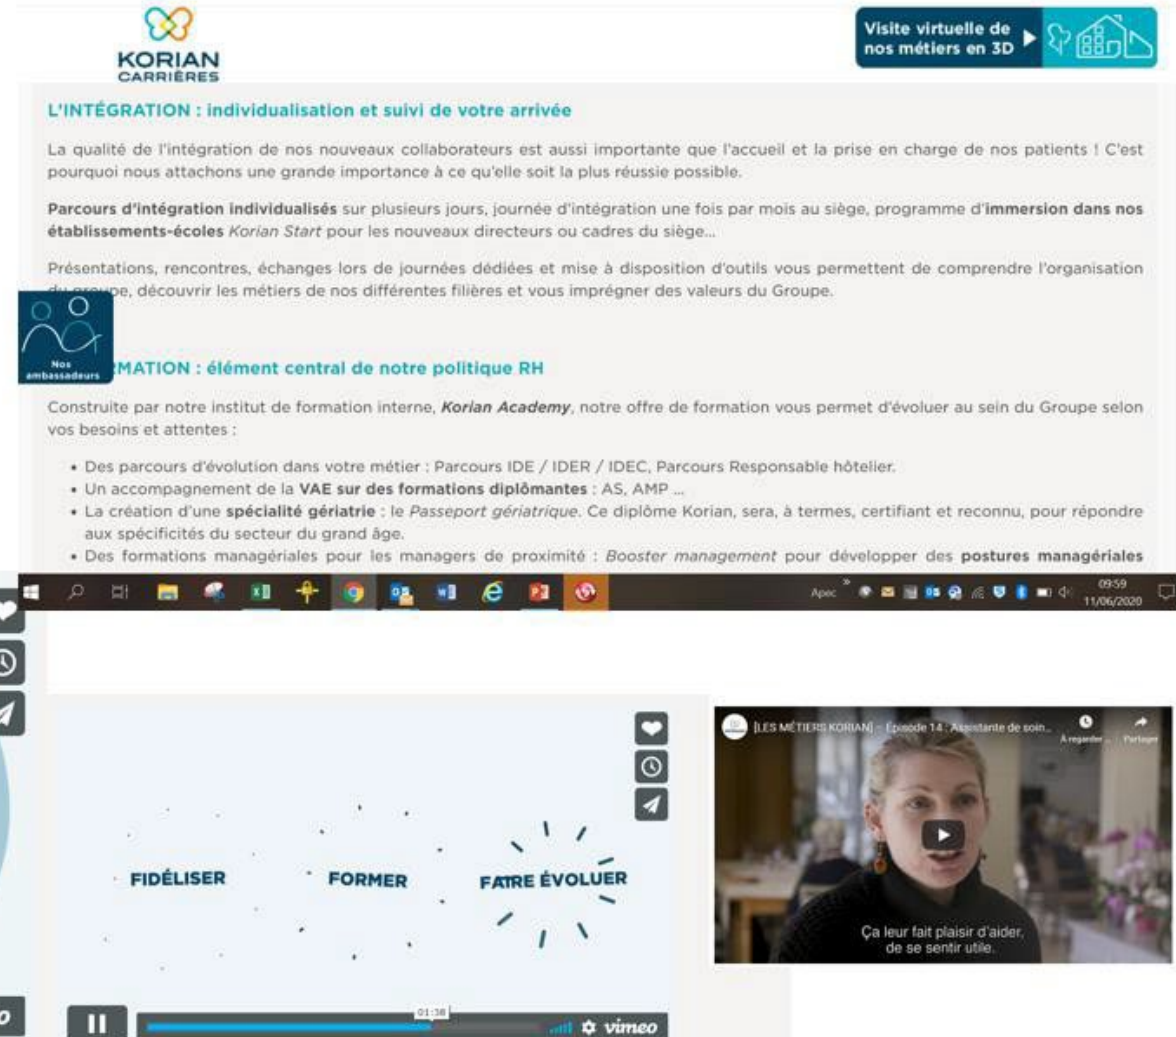 KORIAN
CARRIÈRES
Visite virtuelle de
nos métiers en 3D
L'INTÉGRATION : individualisation et suivi de votre arrivée
La qualité de l'intégration de nos nouveaux collaborateurs est aussi importante que l'accueil et la prise en charge de nos patients ! C'est
pourquoi nous attachons une grande importance à ce qu'elle soit la plus réussie possible.
Parcours d'intégration individualisés sur plusieurs jours, journée d'intégration une fois par mois au siège, programme d'immersion dans nos
établissements-écoles Korian Start pour les nouveaux directeurs ou cadres du siège...
Présentations, rencontres, échanges lors de journées dédiées et mise à disposition d'outils vous permettent de comprendre l'organisation
du groupe, découvrir les métiers de nos différentes filières et vous imprégner des valeurs du Groupe.
Nos
ambassadeurs
MATION : élément central de notre politique RH
Construite par notre institut de formation interne, Korian Academy, notre offre de formation vous permet d'évoluer au sein du Groupe selon
vos besoins et attentes :
• Des parcours d'évolution dans votre métier : Parcours IDE / IDER / IDEC, Parcours Responsable hôtelier.
• Un accompagnement de la VAE sur des formations diplômantes : AS, AMP ...
• La création d'une spécialité gériatrie : le Passeport gériatrique. Ce diplôme Korian, sera, à termes, certifiant et reconnu, pour répondre
aux spécificités du secteur du grand âge.
• Des formations managériales pour les managers de proximité : Booster management pour développer des postures managériales
Apec
09:59
11/06/2020
FIDÉLISER
FORMER
FAIRE ÉVOLUER
01:38
vimeo
[LES MÉTIERS KORIAN] - Épisode 14 : Assistante de soin...
À regarder ...
Partager
Ça leur fait plaisir d'aider,
de se sentir utile.